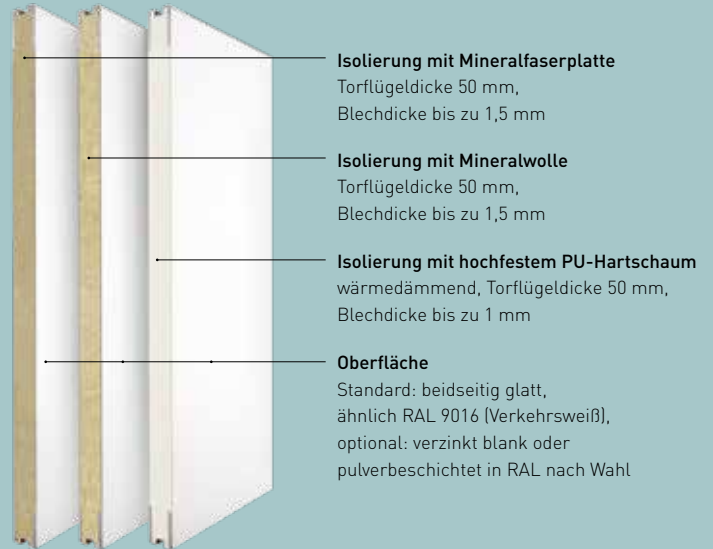 Isolierung mit Mineralfaserplatte
Torflügeldicke 50 mm,
Blechdicke bis zu 1,5 mm
Isolierung mit Mineralwolle
Torflügeldicke 50 mm,
Blechdicke bis zu 1,5 mm
Isolierung mit hochfestem PU-Hartschaum
wärmedämmend, Torflügeldicke 50 mm,
Blechdicke bis zu 1 mm
Oberfläche
Standard: beidseitig glatt,
ähnlich RAL 9016 (Verkehrsweiß),
optional: verzinkt blank oder
pulverbeschichtet in RAL nach Wahl